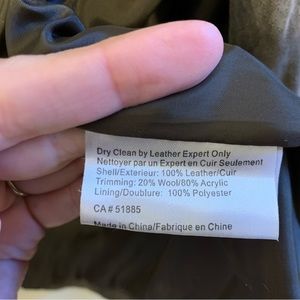 Dry Clean by Leather Expert Only
Nettoyer par un Expert en Cuir Seulement
Shell/Exterieur: 100% Leather/Cuir
Trimming: 20% Wool/80% Acrylic
Lining/Doublure: 100% Polyester
CA# 51885
Made in China/Fabrique en Chine